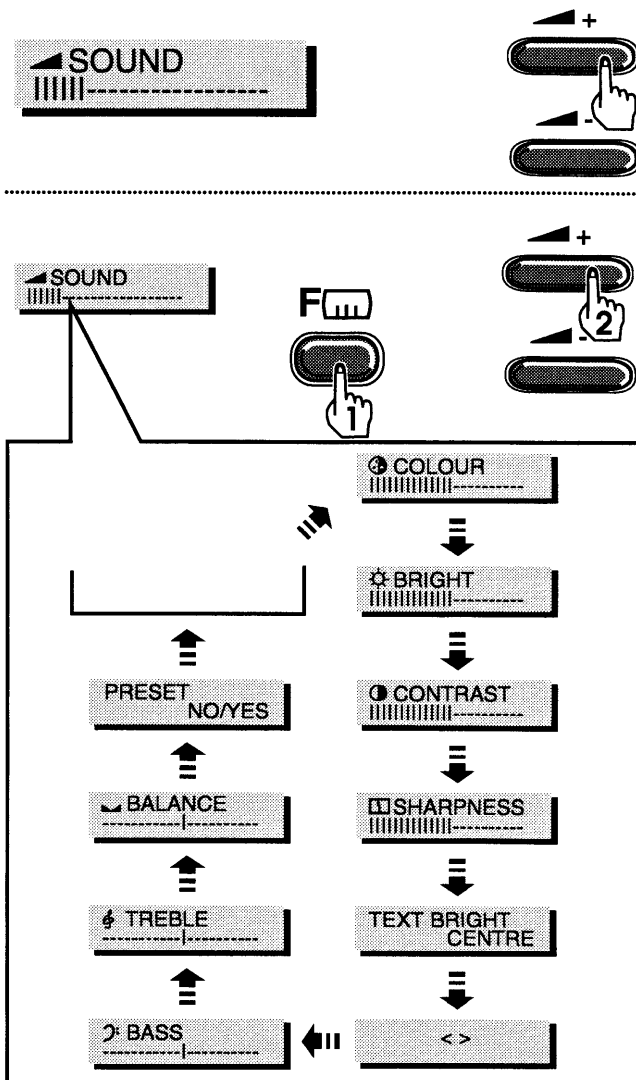 +
SOUND
-
+
SOUND
F
2
-
1
COLOUR
BRIGHT
CONTRAST
PRESET
NO/YES
BALANCE
SHARPNESS
TREBLE
TEXT BRIGHT
CENTRE
BASS
< >